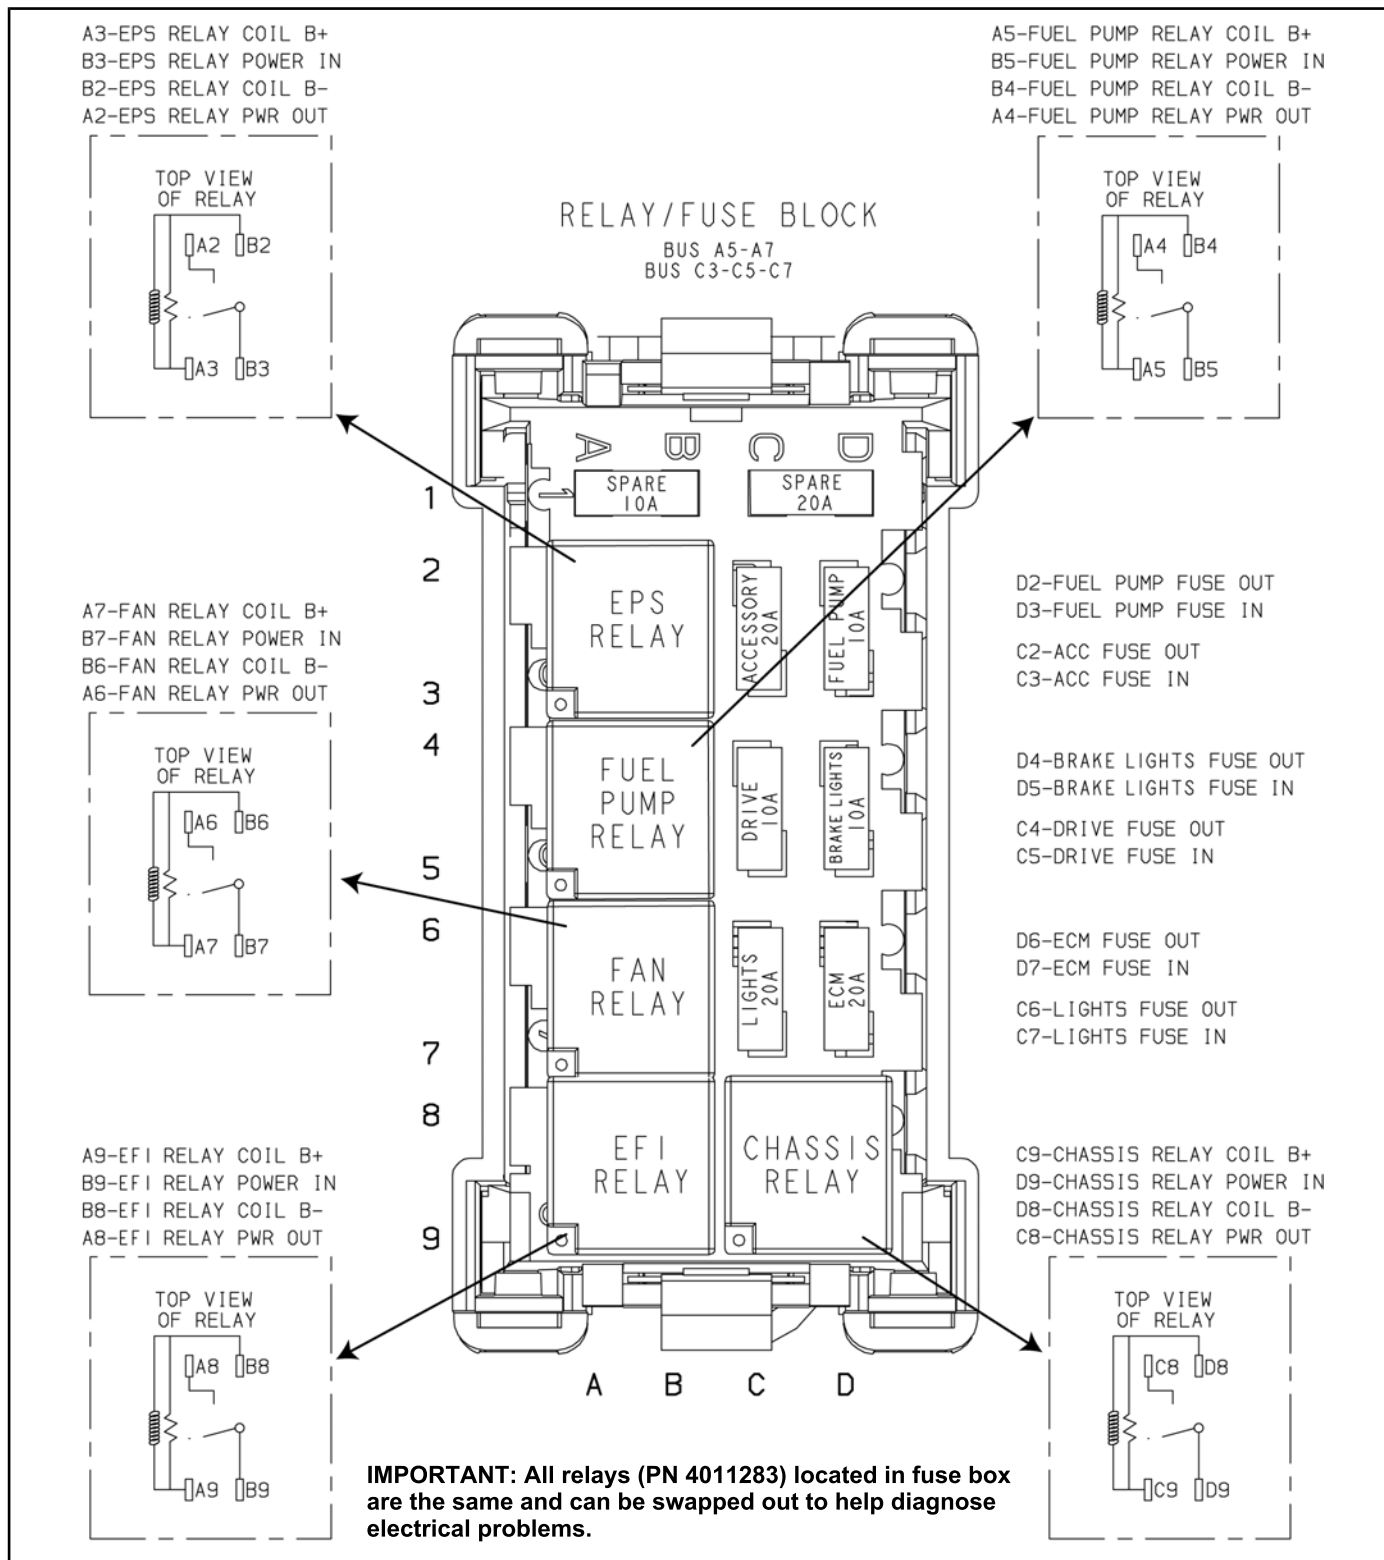 A3-EPS RELAY COIL B+
B3-EPS RELAY POWER IN
B2-EPS RELAY COIL B-
A2-EPS RELAY PWR OUT
TOP VIEW
OF RELAY
A2 B2
A3 B3
A5-FUEL PUMP RELAY COIL B+
B5-FUEL PUMP RELAY POWER IN
B4-FUEL PUMP RELAY COIL B-
A4-FUEL PUMP RELAY PWR OUT
TOP VIEW
OF RELAY
A4 B4
A5 B5
RELAY/FUSE BLOCK
BUS A5-A7
BUS C3-C5-C7
A B C D
1
1
SPARE
10A
SPARE
20A
2
3
EPS
RELAY
ACCESSORY
20A
FUEL PUMP
10A
4
5
FUEL
PUMP
RELAY
DRIVE
10A
BRAKE LIGHTS
10A
6
7
FAN
RELAY
LIGHTS
20A
ECM
20A
8
9
EFI
RELAY
CHASSIS
RELAY
A B C D
A7-FAN RELAY COIL B+
B7-FAN RELAY POWER IN
B6-FAN RELAY COIL B-
A6-FAN RELAY PWR OUT
TOP VIEW
OF RELAY
A6 B6
A7 B7
D2-FUEL PUMP FUSE OUT
D3-FUEL PUMP FUSE IN
C2-ACC FUSE OUT
C3-ACC FUSE IN
D4-BRAKE LIGHTS FUSE OUT
D5-BRAKE LIGHTS FUSE IN
C4-DRIVE FUSE OUT
C5-DRIVE FUSE IN
D6-ECM FUSE OUT
D7-ECM FUSE IN
C6-LIGHTS FUSE OUT
C7-LIGHTS FUSE IN
A9-EFI RELAY COIL B+
B9-EFI RELAY POWER IN
B8-EFI RELAY COIL B-
A8-EFI RELAY PWR OUT
TOP VIEW
OF RELAY
A8 B8
A9 B9
C9-CHASSIS RELAY COIL B+
D9-CHASSIS RELAY POWER IN
D8-CHASSIS RELAY COIL B-
C8-CHASSIS RELAY PWR OUT
TOP VIEW
OF RELAY
C8 D8
C9 D9
IMPORTANT: All relays (PN 4011283) located in fuse box
are the same and can be swapped out to help diagnose
electrical problems.